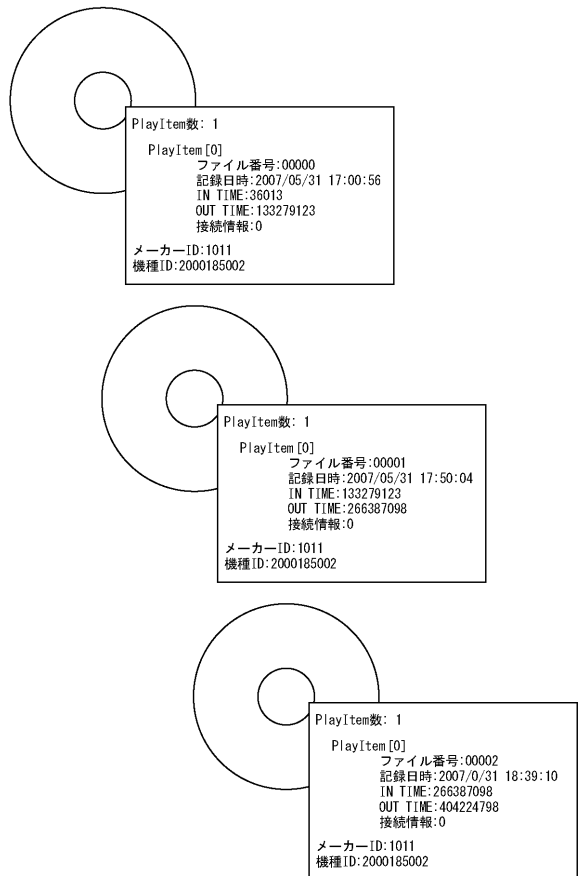 PlayItem数: 1
PlayItem[0]
ファイル番号:00000
記録日時:2007/05/31 17:00:56
IN TIME:36013
OUT TIME:133279123
接続情報:0
メーカーID:1011
機種ID:2000185002
PlayItem数: 1
PlayItem[0]
ファイル番号:00001
記録日時:2007/05/31 17:50:04
IN TIME:133279123
OUT TIME:266387098
接続情報:0
メーカーID:1011
機種ID:2000185002
PlayItem数: 1
PlayItem[0]
ファイル番号:00002
記録日時:2007/0/31 18:39:10
IN TIME:266387098
OUT TIME:404224798
接続情報:0
メーカーID:1011
機種ID:2000185002